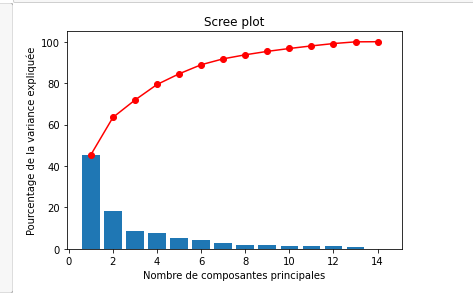 Scree plot
Pourcentage de la variance expliquée
100
80
60
40
20
0
0 2 4 6 8 10 12 14
Nombre de composantes principales